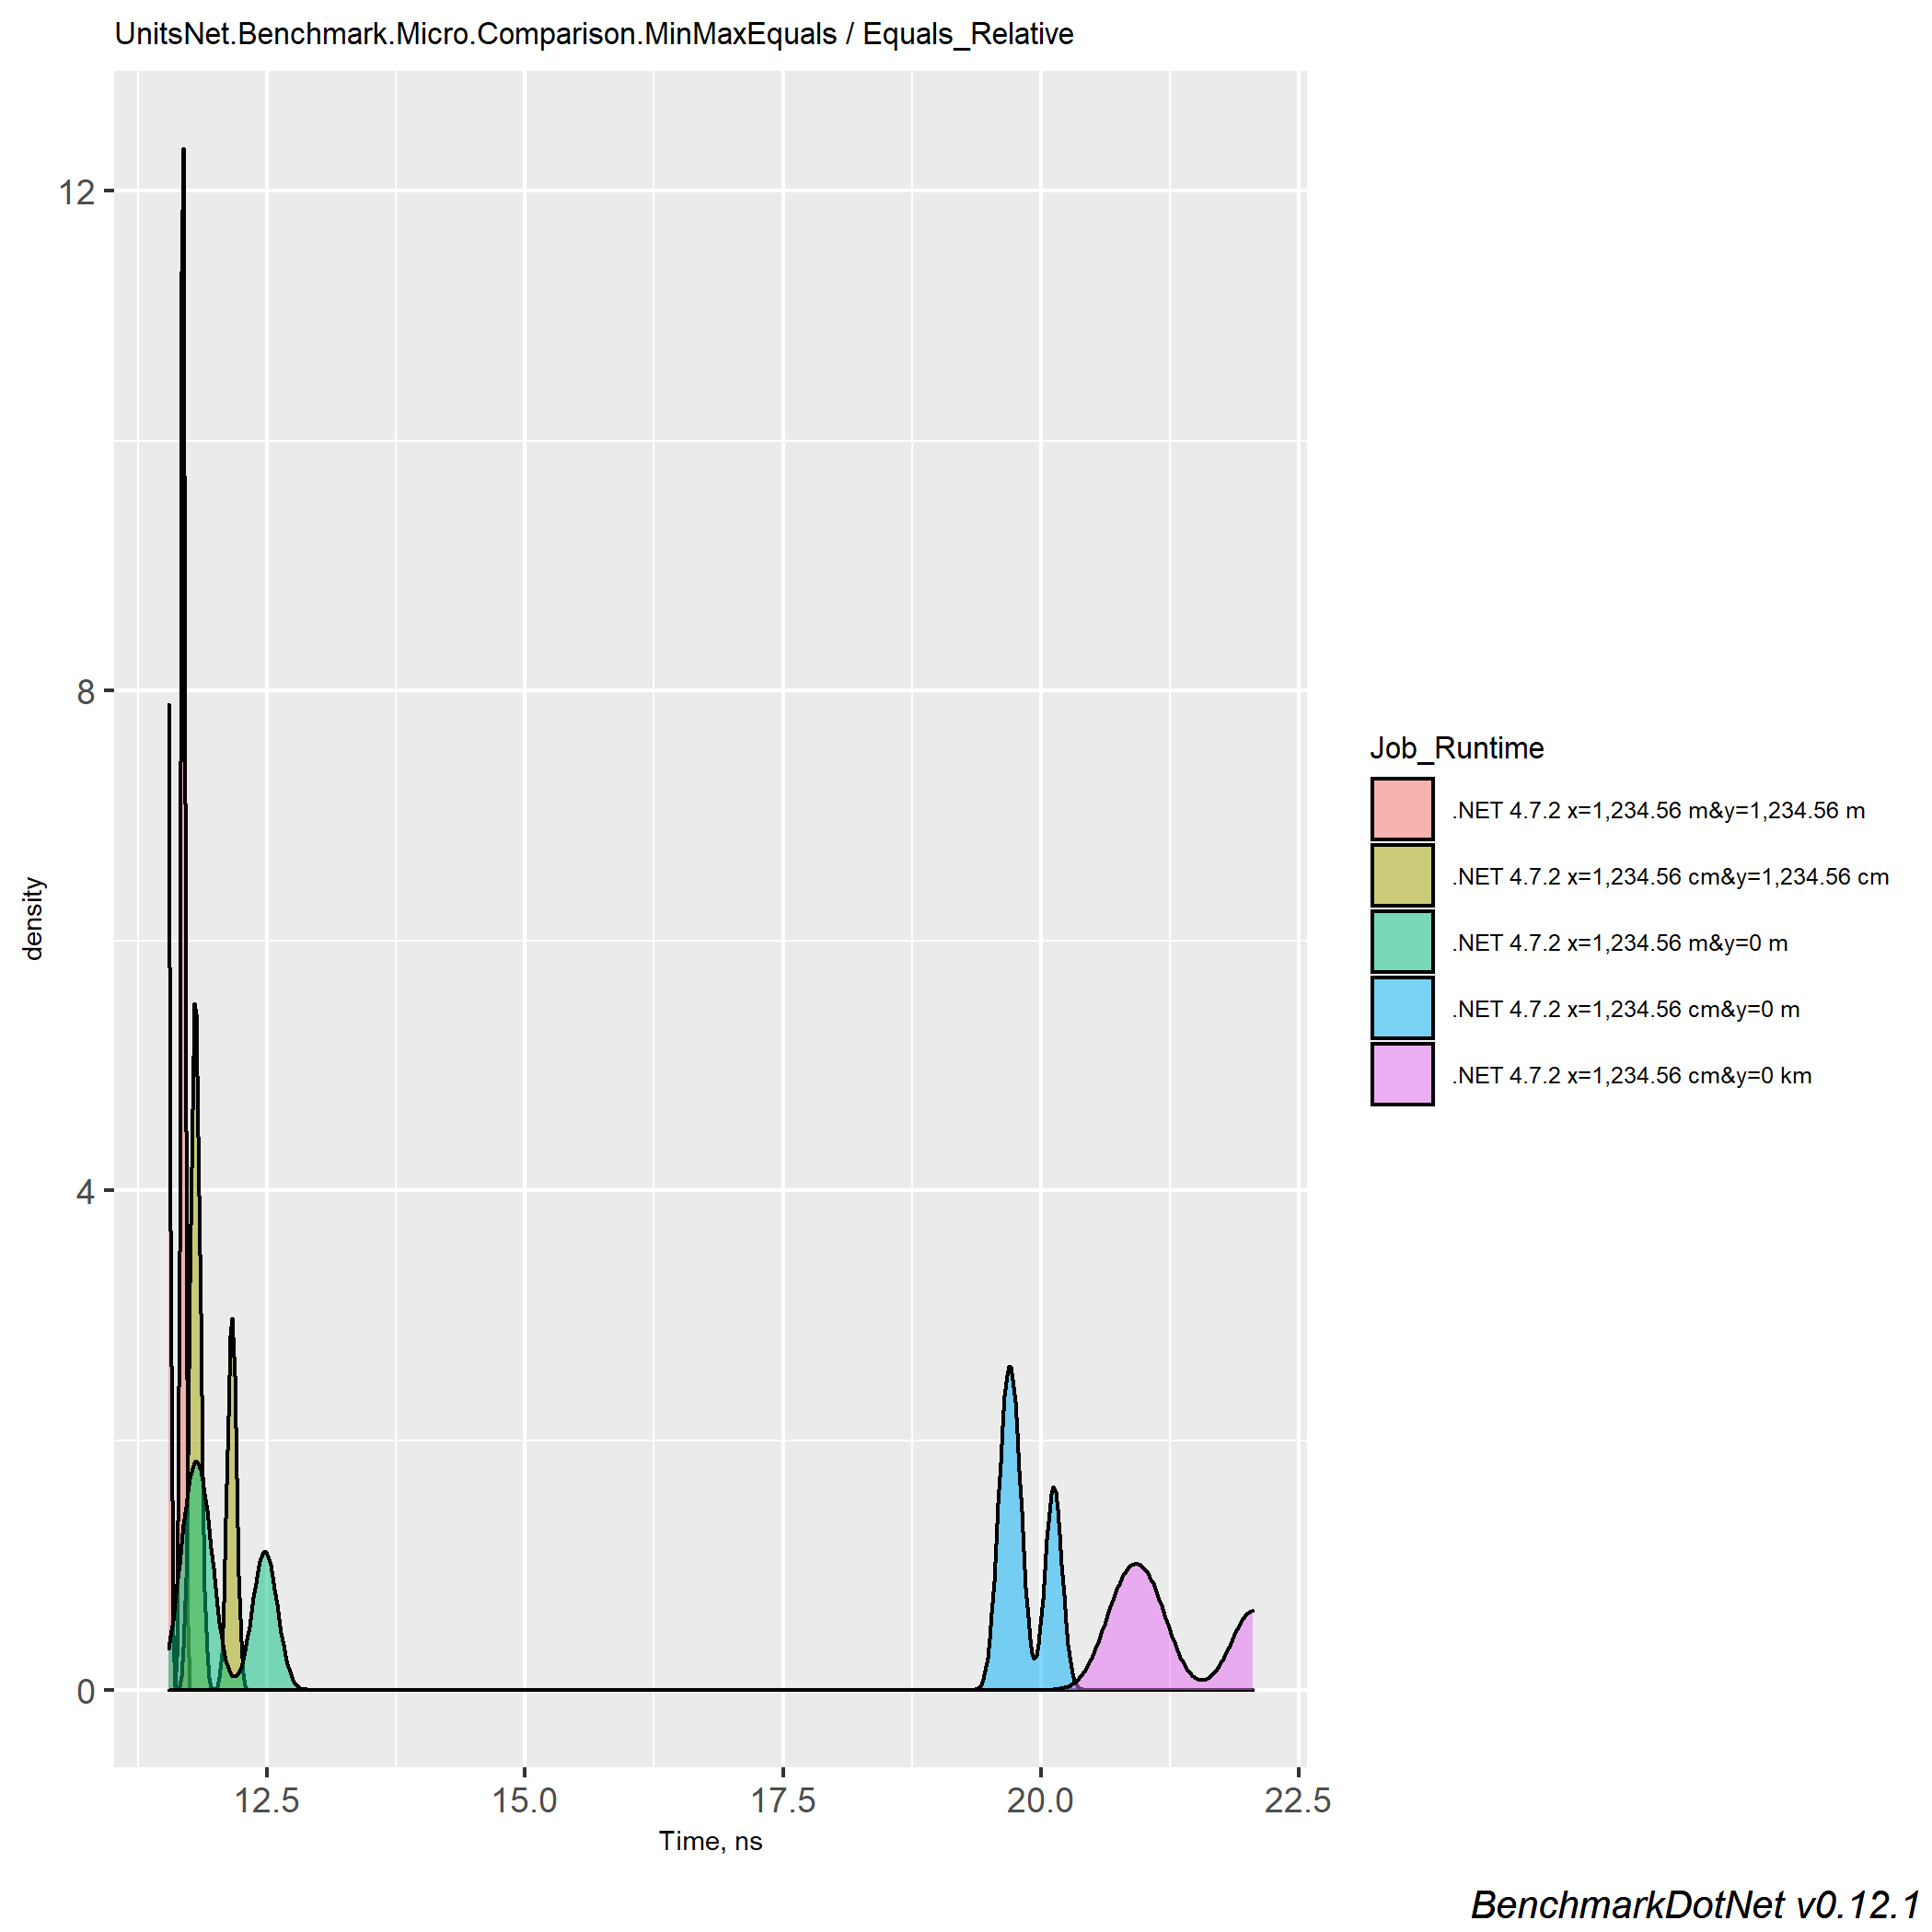 UnitsNet.Benchmark.Micro.Comparison.MinMaxEquals / Equals_Relative
12
8
4
0
density
12.5
15.0
17.5
20.0
22.5
Time, ns
Job_Runtime
.NET 4.7.2 x=1,234.56 m&y=1,234.56 m
.NET 4.7.2 x=1,234.56 cm&y=1,234.56 cm
.NET 4.7.2 x=1,234.56 m&y=0 m
.NET 4.7.2 x=1,234.56 cm&y=0 m
.NET 4.7.2 x=1,234.56 cm&y=0 km
BenchmarkDotNet v0.12.1